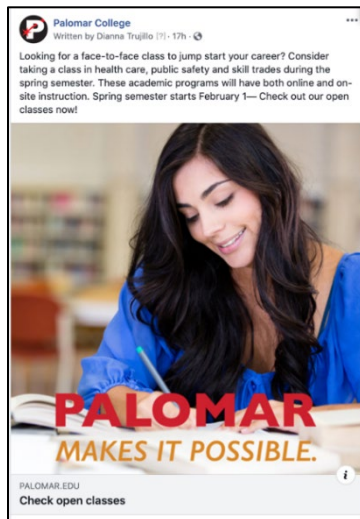 Palomar College
Written by Dianna Trujillo [?] · 17h ·
Looking for a face-to-face class to jump start your career? Consider
taking a class in health care, public safety and skill trades during the
spring semester. These academic programs will have both online and on-
site instruction. Spring semester starts February 1— Check out our open
classes now!
PALOMAR
MAKES IT POSSIBLE.
i
PALOMAR.EDU
Check open classes